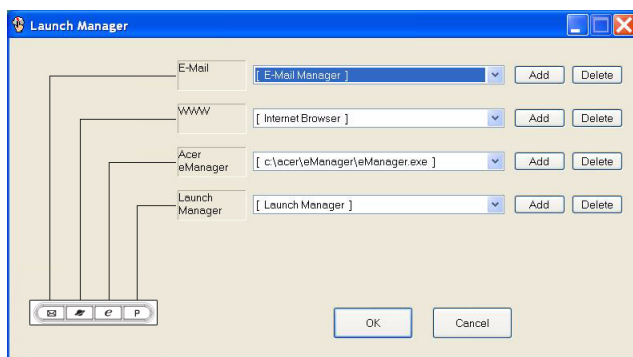 Launch Manager
E-Mail
[ E-Mail Manager ]
Add
Delete
WWW
[ Internet Browser ]
Add
Delete
Acer
eManager
[ c:\acer\eManager\eManager.exe ]
Add
Delete
Launch
Manager
[ Launch Manager ]
Add
Delete
e
P
OK
Cancel